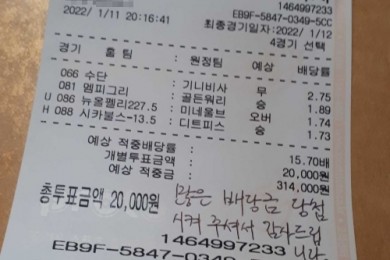 1464997233
2022/ 1/11 20:16:41 EB9F-5847-0349-5CC
최종경기일자:2022/ 1/12
4경기 선택
경기 홈 팀: 원정팀 예상 배당률
066 수단 : 기니비사 무 2.75
081 멤피그리 : 골든워리 승 1.89
U 086 뉴올펠리227.5 : 미네울브 오버 1.74
H 088 시카불스-13.5 : 디트피스 승 1.73
예상 적중배당률 : 15.70배
개별투표금액 : 20,000원
예상 적중금 : 314,000원
총투표금액 20,000원 많은 배당금 당첨
시켜 주셔서 감사드립
니다
1464997233
EB9F-5847-0349